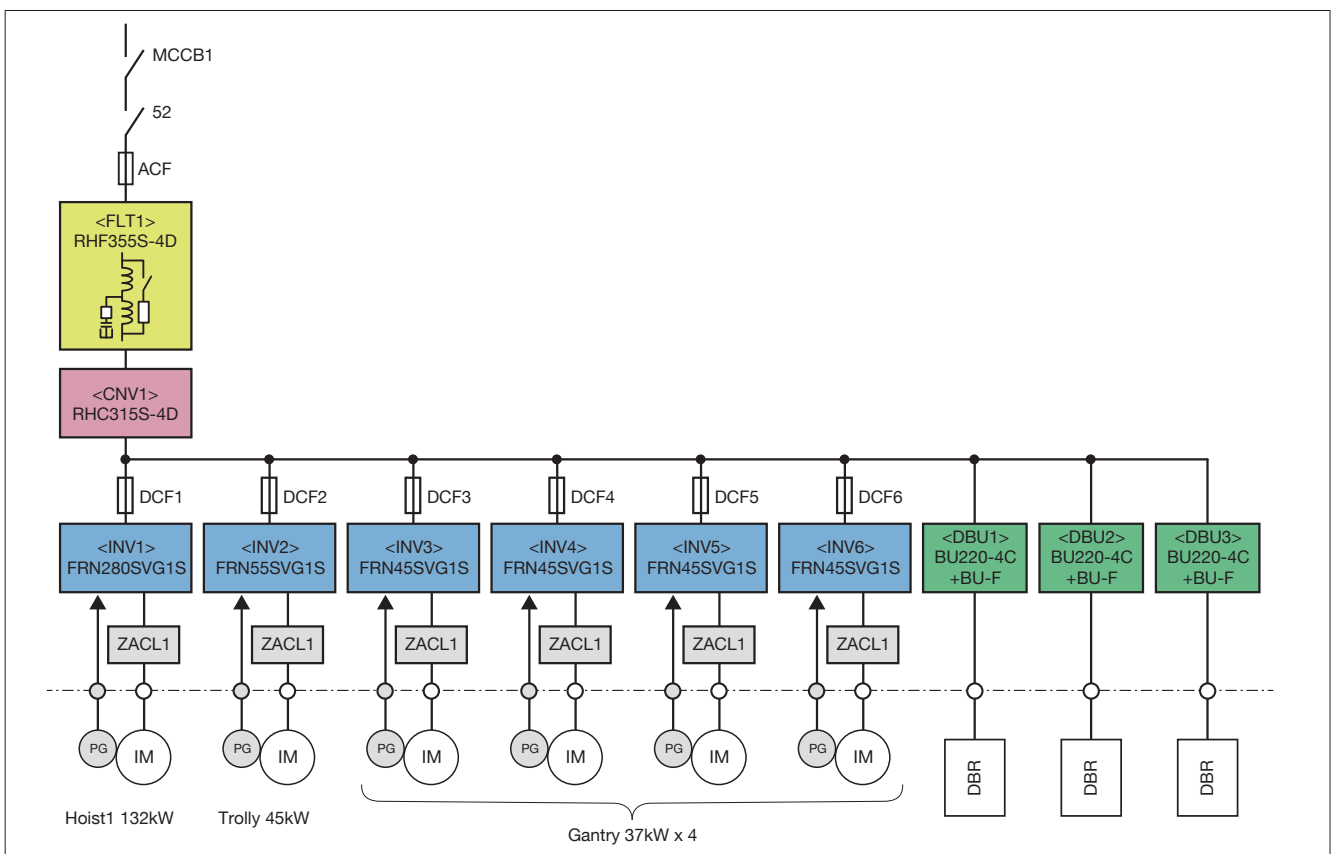 MCCB1
52
ACF
<FLT1>
RHF355S-4D
<CNV1>
RHC315S-4D
DCF1
DCF2
DCF3
DCF4
DCF5
DCF6
<INV1>
FRN280SVG1S
<INV2>
FRN55SVG1S
<INV3>
FRN45SVG1S
<INV4>
FRN45SVG1S
<INV5>
FRN45SVG1S
<INV6>
FRN45SVG1S
<DBU1>
BU220-4C
+BU-F
<DBU2>
BU220-4C
+BU-F
<DBU3>
BU220-4C
+BU-F
ZACL1
ZACL1
ZACL1
ZACL1
ZACL1
ZACL1
PG
IM
PG
IM
PG
IM
PG
IM
PG
IM
PG
IM
DBR
DBR
DBR
Hoist1 132kW
Trolly 45kW
Gantry 37kW x 4